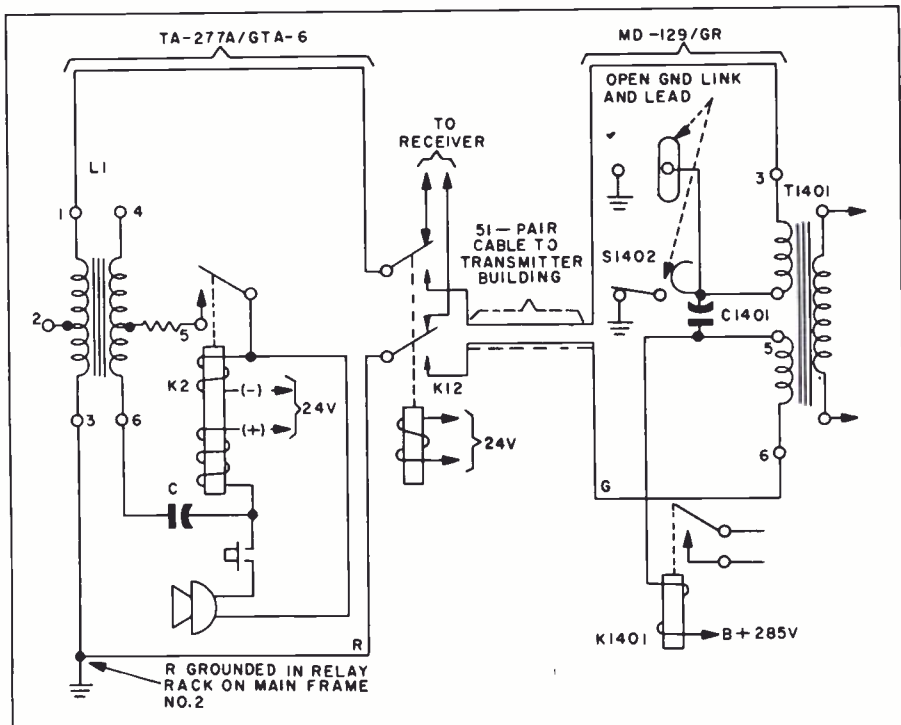 TA-277A/GTA-6
MD-129/GR
OPEN GND LINK
AND LEAD
TO
RECEIVER
L1
3
T1401
1
4
51-PAIR
CABLE TO
TRANSMITTER
BUILDING
S1402
C1401
2
5
5
K2
(-)
24V
(+)
K12
24V
3
6
6
C
G
K1401
B+285V
R
R GROUNDED IN RELAY
RACK ON MAIN FRAME
NO.2